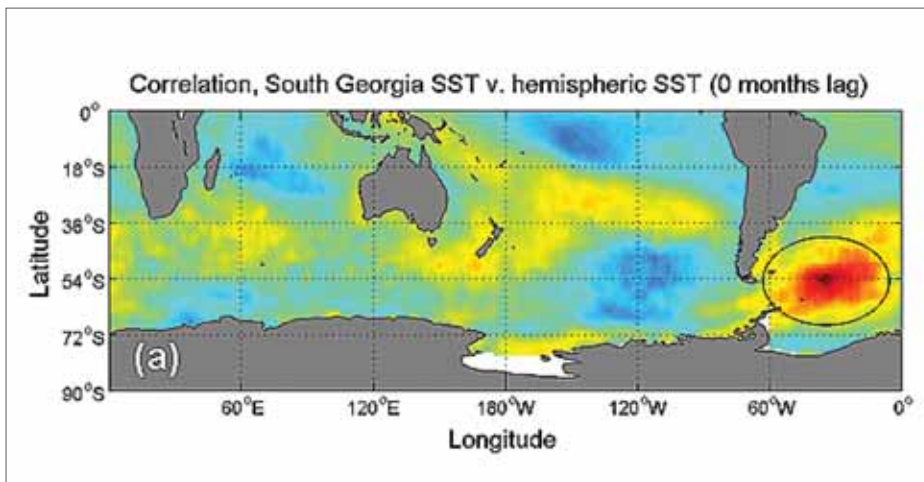 Correlation, South Georgia SST v. hemispheric SST (0 months lag)
0°
18°S
36°S
54°S
72°S
90°S
Latitude
(a)
60°E
120°E
180°W
120°W
60°W
0°
Longitude